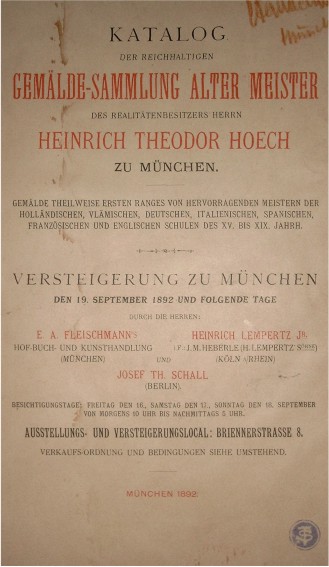 KATALOG
DER REICHHALTIGEN
GEMÄLDE-SAMMLUNG ALTER MEISTER
DES REALITÄTENBESITZERS HERRN
HEINRICH THEODOR HOECH
ZU MÜNCHEN.
GEMÄLDE THEILWEISE ERSTEN RANGES VON HERVORRAGENDEN MEISTERN DER
HOLLÄNDISCHEN, VLÄMISCHEN, DEUTSCHEN, ITALIENISCHEN, SPANISCHEN,
FRANZÖSISCHEN UND ENGLISCHEN SCHULEN DES XV. BIS XIX. JAHRH.
VERSTEIGERUNG ZU MÜNCHEN
DEN 19. SEPTEMBER 1892 UND FOLGENDE TAGE
DURCH DIE HERREN:
E. A. FLEISCHMANN'S HEINRICH LEMPERTZ JR.
HOF-BUCH- UND KUNSTHANDLUNG J. M. HEBERLE (H. LEMPERTZ SÖHNE)
(MÜNCHEN) UND (KÖLN A/RHEIN)
JOSEF TH. SCHALL
(BERLIN).
BESICHTIGUNGSTAGE: FREITAG DEN 16., SAMSTAG DEN 17., SONNTAG DEN 18. SEPTEMBER
VON MORGENS 10 UHR BIS NACHMITTAGS 5 UHR.
AUSSTELLUNGS- UND VERSTEIGERUNGSLOCAL: BRIENNERSTRASSE 8.
VERKAUFS-ORDNUNG UND BEDINGUNGEN SIEHE UMSTEHEND.
MÜNCHEN 1892.